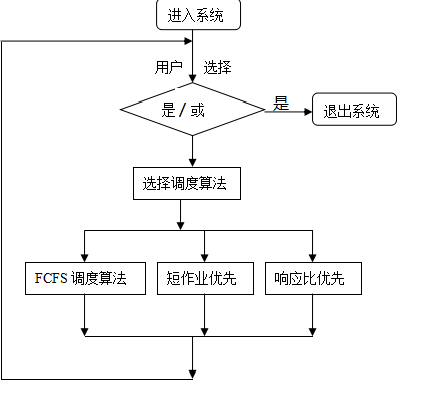 进入系统
用户 选择
是/或
是
退出系统
选择调度算法
FCFS 调度算法
短作业优先
响应比优先